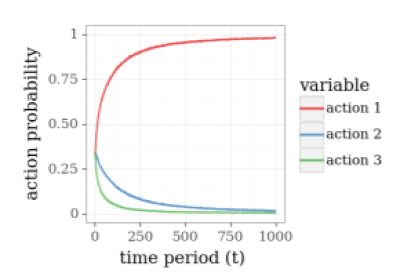 action probability
1
0.75
0.50
0.25
0
0
250
500
750
1000
time period (t)
variable
action 1
action 2
action 3